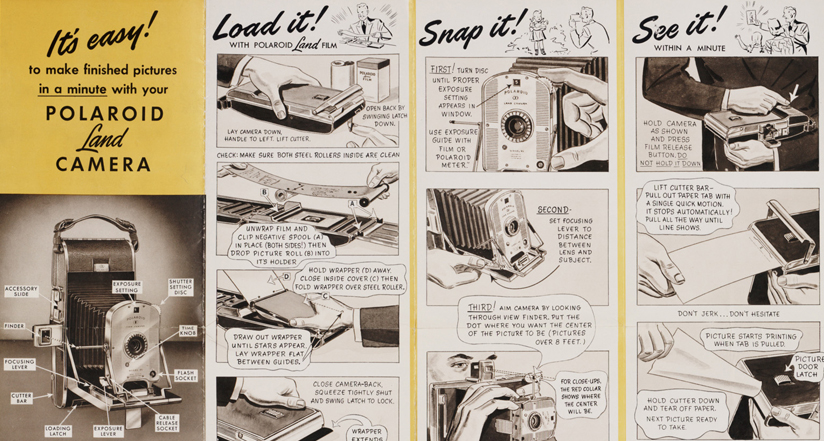 It's easy!
to make finished pictures
in a minute with your
POLAROID
Land
CAMERA
ACCESSORY
SLIDE
EXPOSURE
SETTING
SHUTTER
SETTING
DISC
FINDER
TIME
KNOB
FOCUSING
LEVER
FLASH
SOCKET
CUTTER
BAR
LOADING
LATCH
EXPOSURE
LEVER
CABLE
RELEASE
SOCKET
Load it!
WITH POLAROID Land FILM
POLAROID
OPEN BACK BY
SWINGING LATCH
DOWN.
LAY CAMERA DOWN,
HANDLE TO LEFT. LIFT CUTTER.
CHECK: MAKE SURE BOTH STEEL ROLLERS INSIDE ARE CLEAN
B
A
UNWRAP FILM AND
CLIP NEGATIVE SPOOL (A)
IN PLACE (BOTH SIDES!) THEN
DROP PICTURE ROLL (B) INTO
IT'S HOLDER
HOLD WRAPPER (D) AWAY.
CLOSE INSIDE COVER (C) THEN
FOLD WRAPPER OVER STEEL ROLLER.
D
C
DRAW OUT WRAPPER
UNTIL STARS APPEAR.
LAY WRAPPER FLAT
BETWEEN GUIDES.
CLOSE CAMERA-BACK.
SQUEEZE TIGHTLY SHUT
AND SWING LATCH TO LOCK.
WRAPPER
EXTENDS
Snap it!
FIRST! TURN DISC
UNTIL PROPER
EXPOSURE
SETTING
APPEARS IN
WINDOW.
USE EXPOSURE
GUIDE WITH
FILM OR
POLAROID
METER.
POLAROID
LAND CAMERA
SECOND-
SET FOCUSING
LEVER TO
DISTANCE
BETWEEN
LENS AND
SUBJECT.
THIRD! AIM CAMERA BY LOOKING
THROUGH VIEW FINDER. PUT THE
DOT WHERE YOU WANT THE CENTER
OF THE PICTURE TO BE (PICTURES
OVER 8 FEET.)
FOR CLOSE-UPS,
THE RED COLLAR
SHOWS WHERE
THE CENTER
WILL BE.
See it!
WITHIN A MINUTE
HOLD CAMERA
AS SHOWN
AND PRESS
FILM RELEASE
BUTTON. DO
NOT HOLD IT DOWN.
LIFT CUTTER BAR-
PULL OUT PAPER TAB WITH
A SINGLE QUICK MOTION.
IT STOPS AUTOMATICALLY!
PULL ALL THE WAY UNTIL
LINE SHOWS.
DON'T JERK... DON'T HESITATE
PICTURE STARTS PRINTING
WHEN TAB IS PULLED.
PICTURE
DOOR
LATCH
HOLD CUTTER DOWN
AND TEAR OFF PAPER.
NEXT PICTURE READY
TO TAKE.